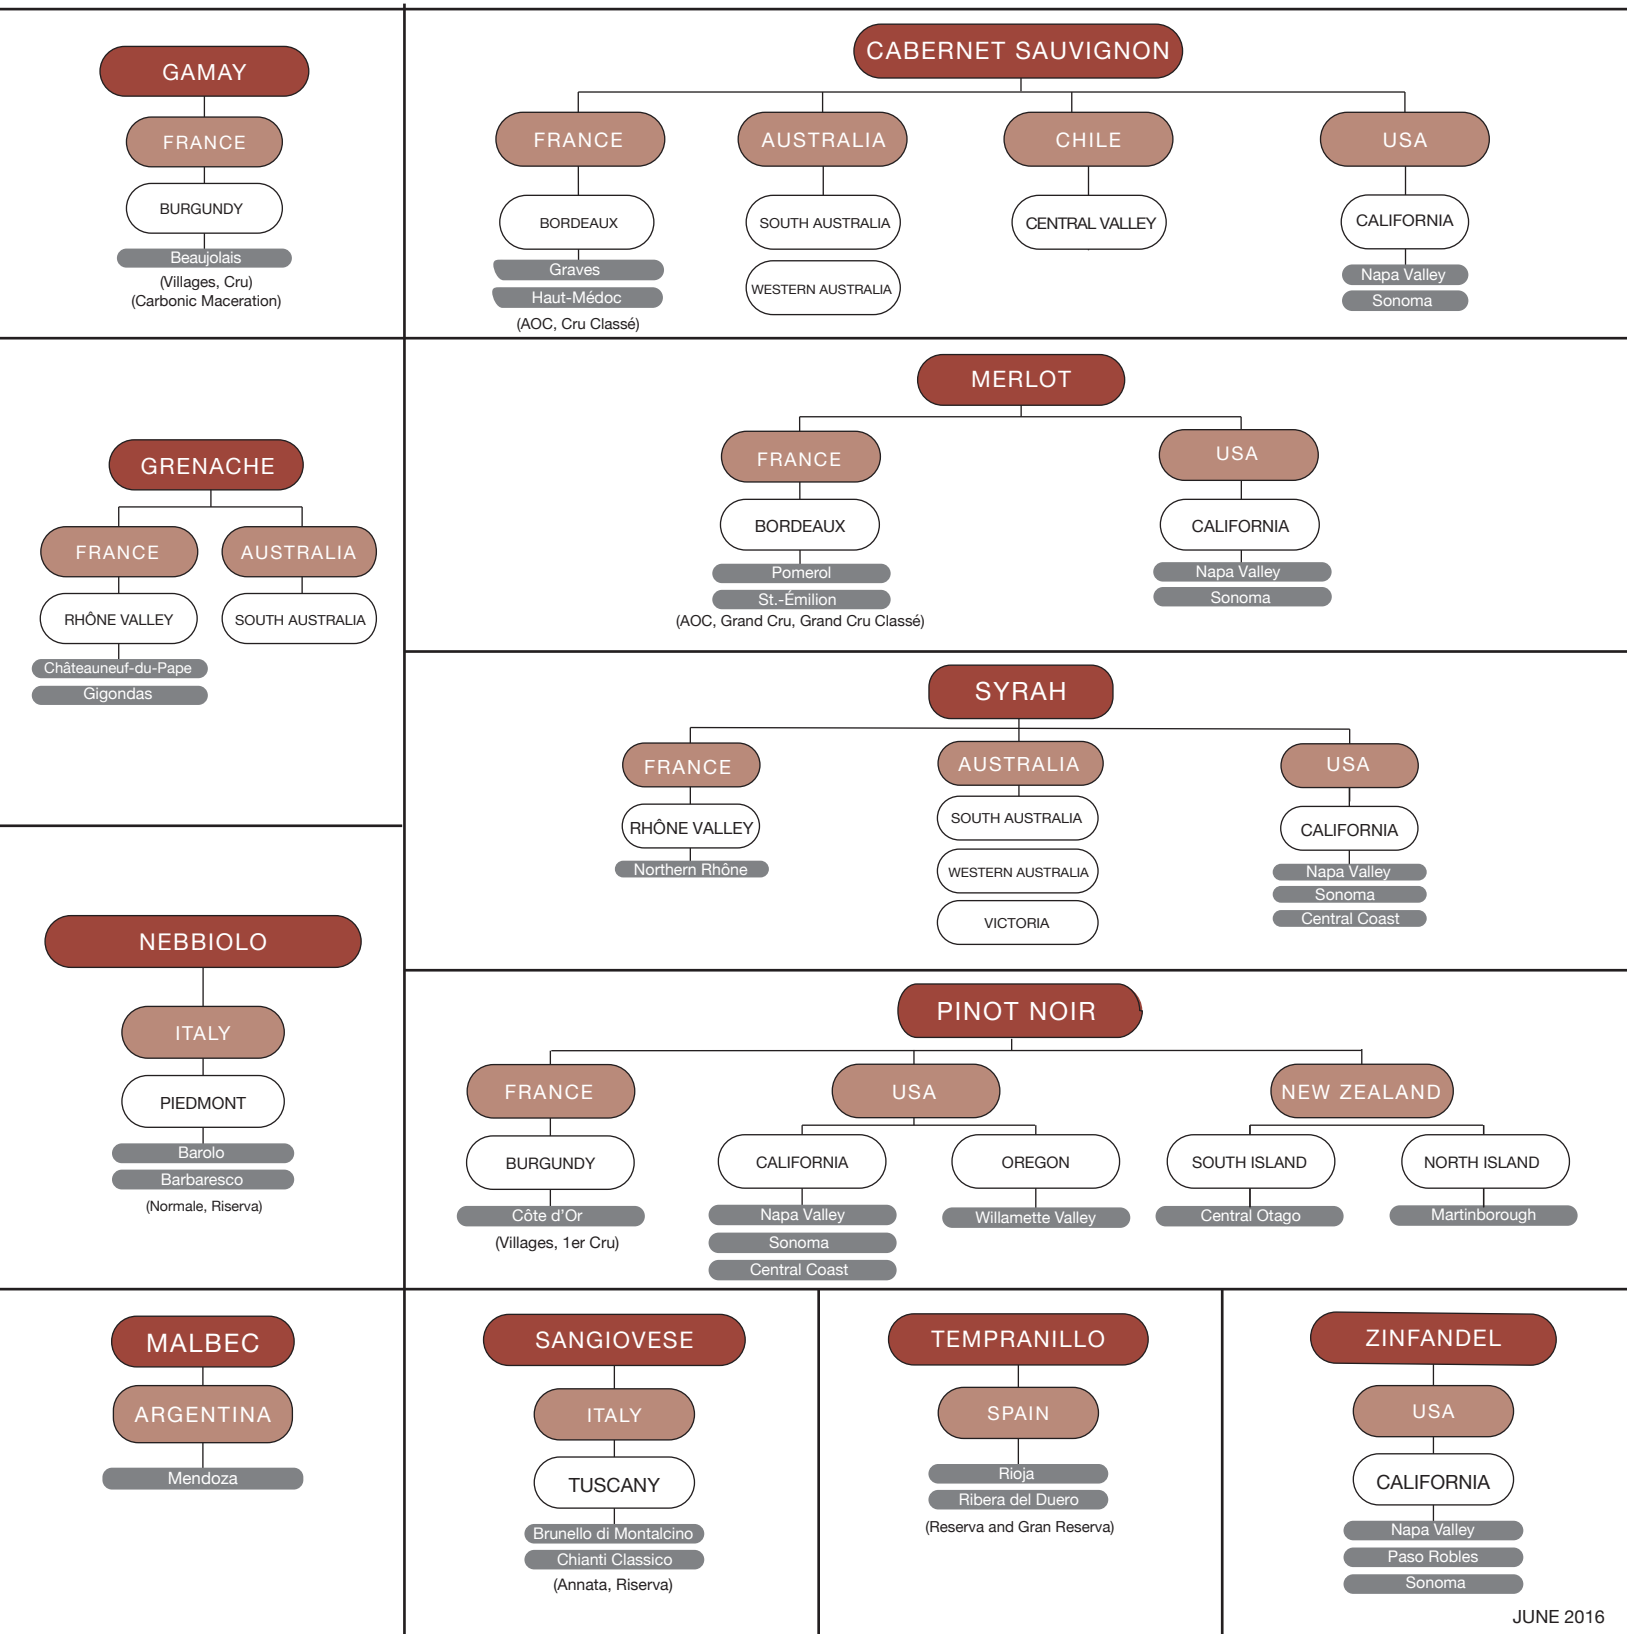 GAMAY
FRANCE
BURGUNDY
Beaujolais
(Villages, Cru)
(Carbonic Maceration)
CABERNET SAUVIGNON
FRANCE
BORDEAUX
Graves
Haut-Médoc
(AOC, Cru Classé)
AUSTRALIA
SOUTH AUSTRALIA
WESTERN AUSTRALIA
CHILE
CENTRAL VALLEY
USA
CALIFORNIA
Napa Valley
Sonoma
GRENACHE
FRANCE
RHÔNE VALLEY
Châteauneuf-du-Pape
Gigondas
AUSTRALIA
SOUTH AUSTRALIA
MERLOT
FRANCE
BORDEAUX
Pomerol
St.-Émilion
(AOC, Grand Cru, Grand Cru Classé)
USA
CALIFORNIA
Napa Valley
Sonoma
SYRAH
FRANCE
RHÔNE VALLEY
Northern Rhône
AUSTRALIA
SOUTH AUSTRALIA
WESTERN AUSTRALIA
VICTORIA
USA
CALIFORNIA
Napa Valley
Sonoma
Central Coast
NEBBIOLO
ITALY
PIEDMONT
Barolo
Barbaresco
(Normale, Riserva)
PINOT NOIR
FRANCE
BURGUNDY
Côte d'Or
(Villages, 1er Cru)
USA
CALIFORNIA
Napa Valley
Sonoma
Central Coast
OREGON
Willamette Valley
NEW ZEALAND
SOUTH ISLAND
Central Otago
NORTH ISLAND
Martinborough
MALBEC
ARGENTINA
Mendoza
SANGIOVESE
ITALY
TUSCANY
Brunello di Montalcino
Chianti Classico
(Annata, Riserva)
TEMPRANILLO
SPAIN
Rioja
Ribera del Duero
(Reserva and Gran Reserva)
ZINFANDEL
USA
CALIFORNIA
Napa Valley
Paso Robles
Sonoma
JUNE 2016